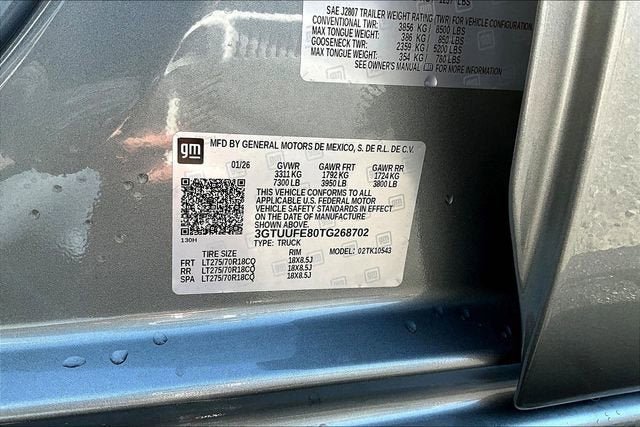 1257 LBS
SAE J2807 TRAILER WEIGHT RATING (TWR) FOR VEHICLE CONFIGURATION
CONVENTIONAL TWR: 3856 KG / 8500 LBS
MAX TONGUE WT: 386 KG / 850 LBS
GOOSENECK TWR: 2359 KG / 5200 LBS
MAX TONGUE WT: 354 KG / 780 LBS
SEE OWNER'S MANUAL FOR MORE INFORMATION
gm MFD BY GENERAL MOTORS DE MEXICO, S. DE R.L. DE C.V.
01/26 GVWR GAWR FRT GAWR RR
3311 KG 1792 KG 1724 KG
7300 LB 3950 LB 3800 LB
THIS VEHICLE CONFORMS TO ALL
APPLICABLE U.S. FEDERAL MOTOR
VEHICLE SAFETY STANDARDS IN EFFECT
ON THE DATE OF MANUFACTURE
SHOWN ABOVE.
3GTUUFE80TG268702
130H TYPE: TRUCK
TIRE SIZE RIM MODEL: 02TK10543
FRT LT275/70R18CQ 18X8.5J
RR LT275/70R18CQ 18X8.5J
SPA LT275/70R18CQ 18X8.5J